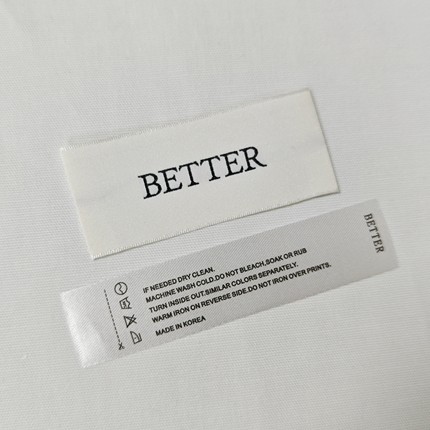 BETTER
BETTER
IF NEEDED DRY CLEAN.
MACHINE WASH COLD.DO NOT BLEACH,SOAK OR RUB
TURN INSIDE OUT.SIMILAR COLORS SEPARATELY.
WARM IRON ON REVERSE SIDE.DO NOT IRON OVER PRINTS.
MADE IN KOREA